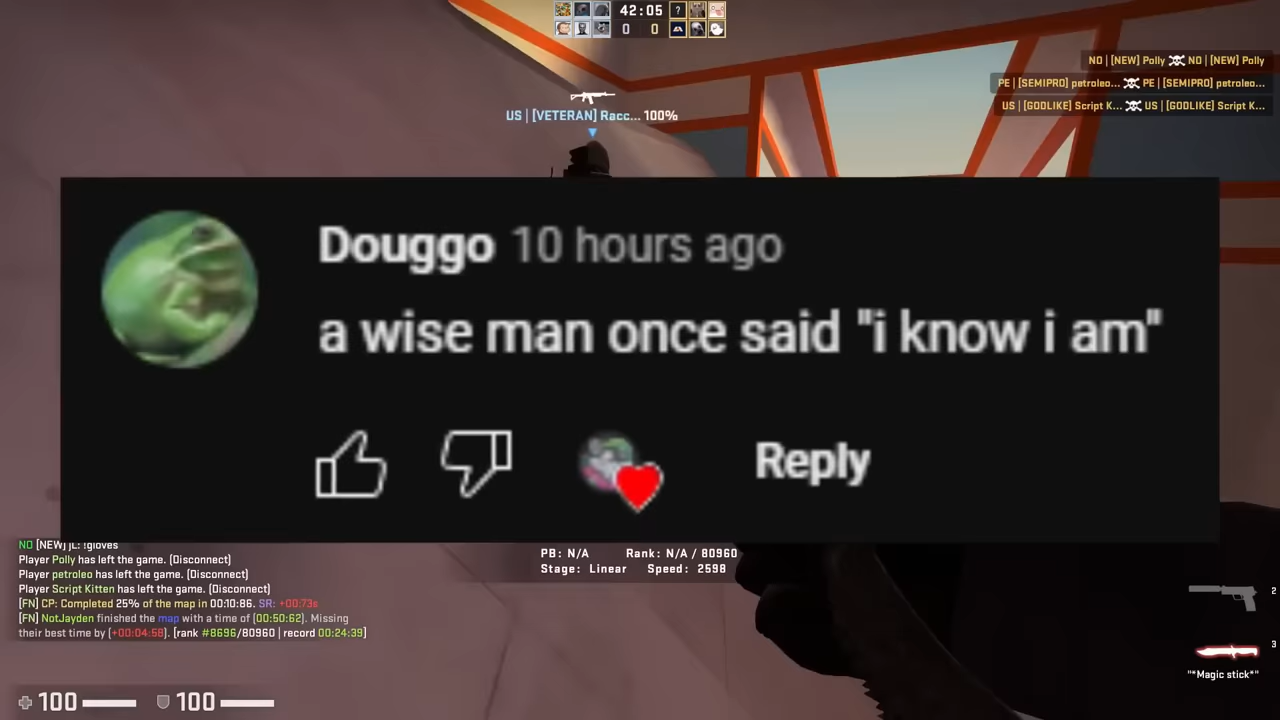 42:05
0 0
NO | [NEW] Polly NO | [NEW] Polly
PE | [SEMIPRO] petroleo... PE | [SEMIPRO] petroleo...
US | [GODLIKE] Script K... US | [GODLIKE] Script K...
US | [VETERAN] Racc... 100%
Douggo 10 hours ago
a wise man once said "i know i am"
Reply
NO [NEW] jL: !gloves
Player Polly has left the game. (Disconnect)
Player petroleo has left the game. (Disconnect)
Player Script Kitten has left the game. (Disconnect)
[FN] CP: Completed 25% of the map in 00:10:86. SR: +00:73s
[FN] NotJayden finished the map with a time of (00:50:62). Missing
their best time by (+00:04:58). [rank #8696/80960 | record 00:24:39]
PB: N/A Rank: N/A / 80960
Stage: Linear Speed: 2598
2
3
"*Magic stick*"
100 100